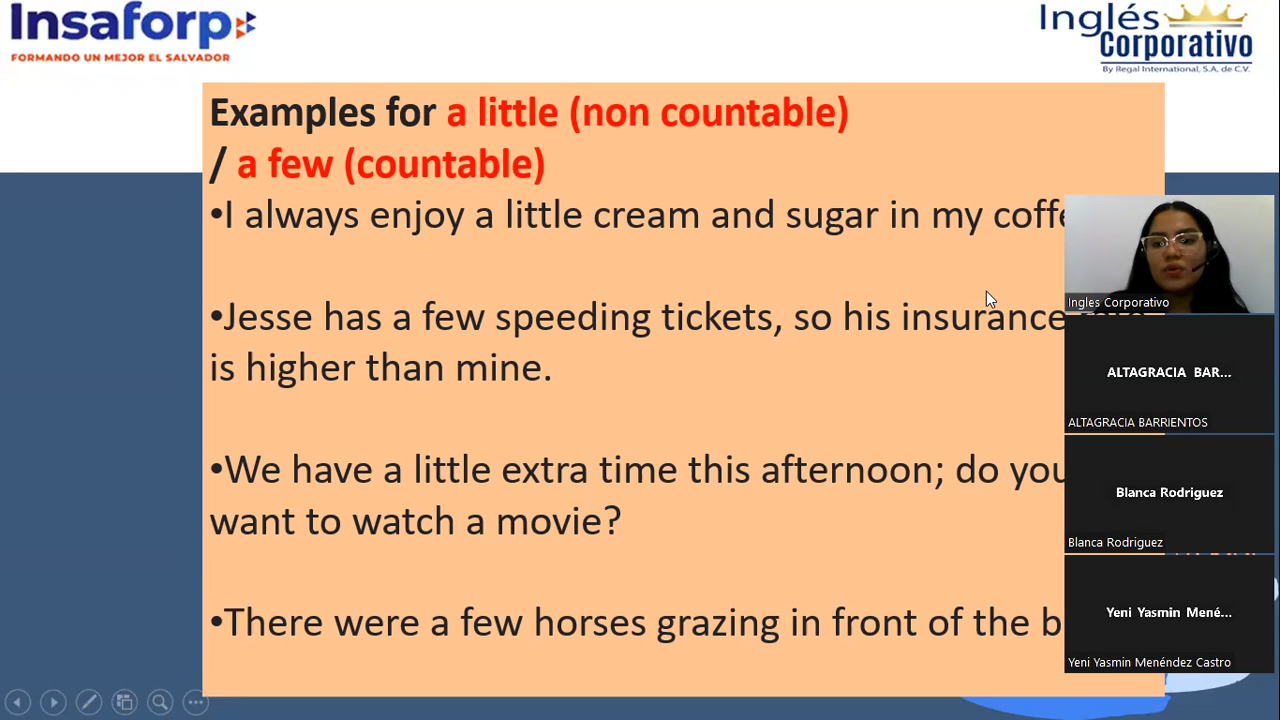 Insaforp
FORMANDO UN MEJOR EL SALVADOR
Inglés
Corporativo
By Regal International, S.A. de C.V.
Examples for a little (non countable)
/ a few (countable)
•I always enjoy a little cream and sugar in my
•Jesse has a few speeding tickets, so his insurance
is higher than mine.
•We have a little extra time this afternoon; do you
want to watch a movie?
•There were a few horses grazing in front of the
Ingles Corporativo
ALTAGRACIA BAR...
ALTAGRACIA BARRIENTOS
Blanca Rodriguez
Blanca Rodriguez
Yeni Yasmin Mené...
Yeni Yasmin Menéndez Castro